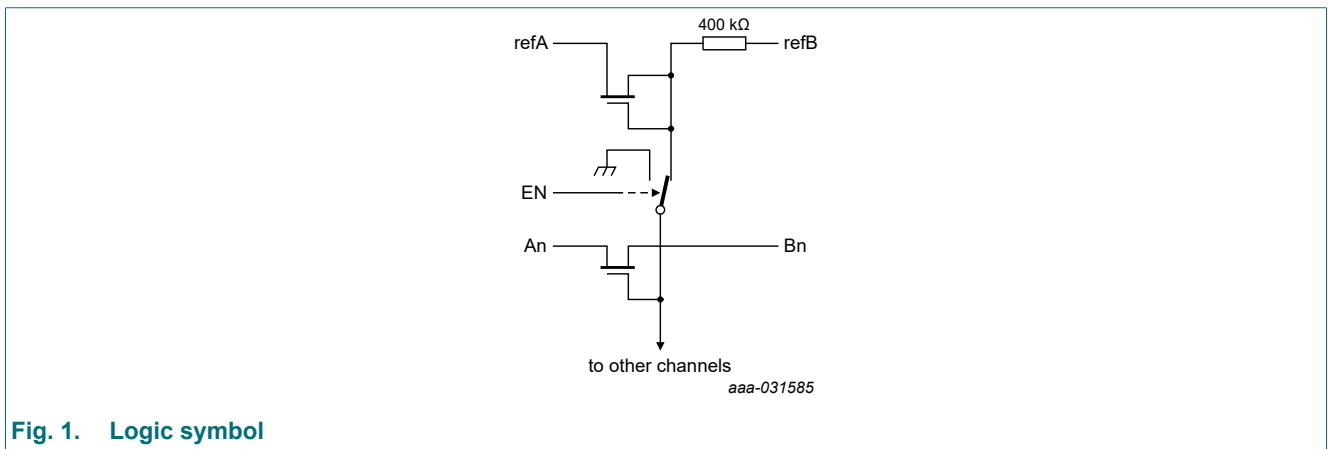 400 kΩ
refA
refB
EN
An
Bn
to other channels
aaa-031585
Fig. 1. Logic symbol